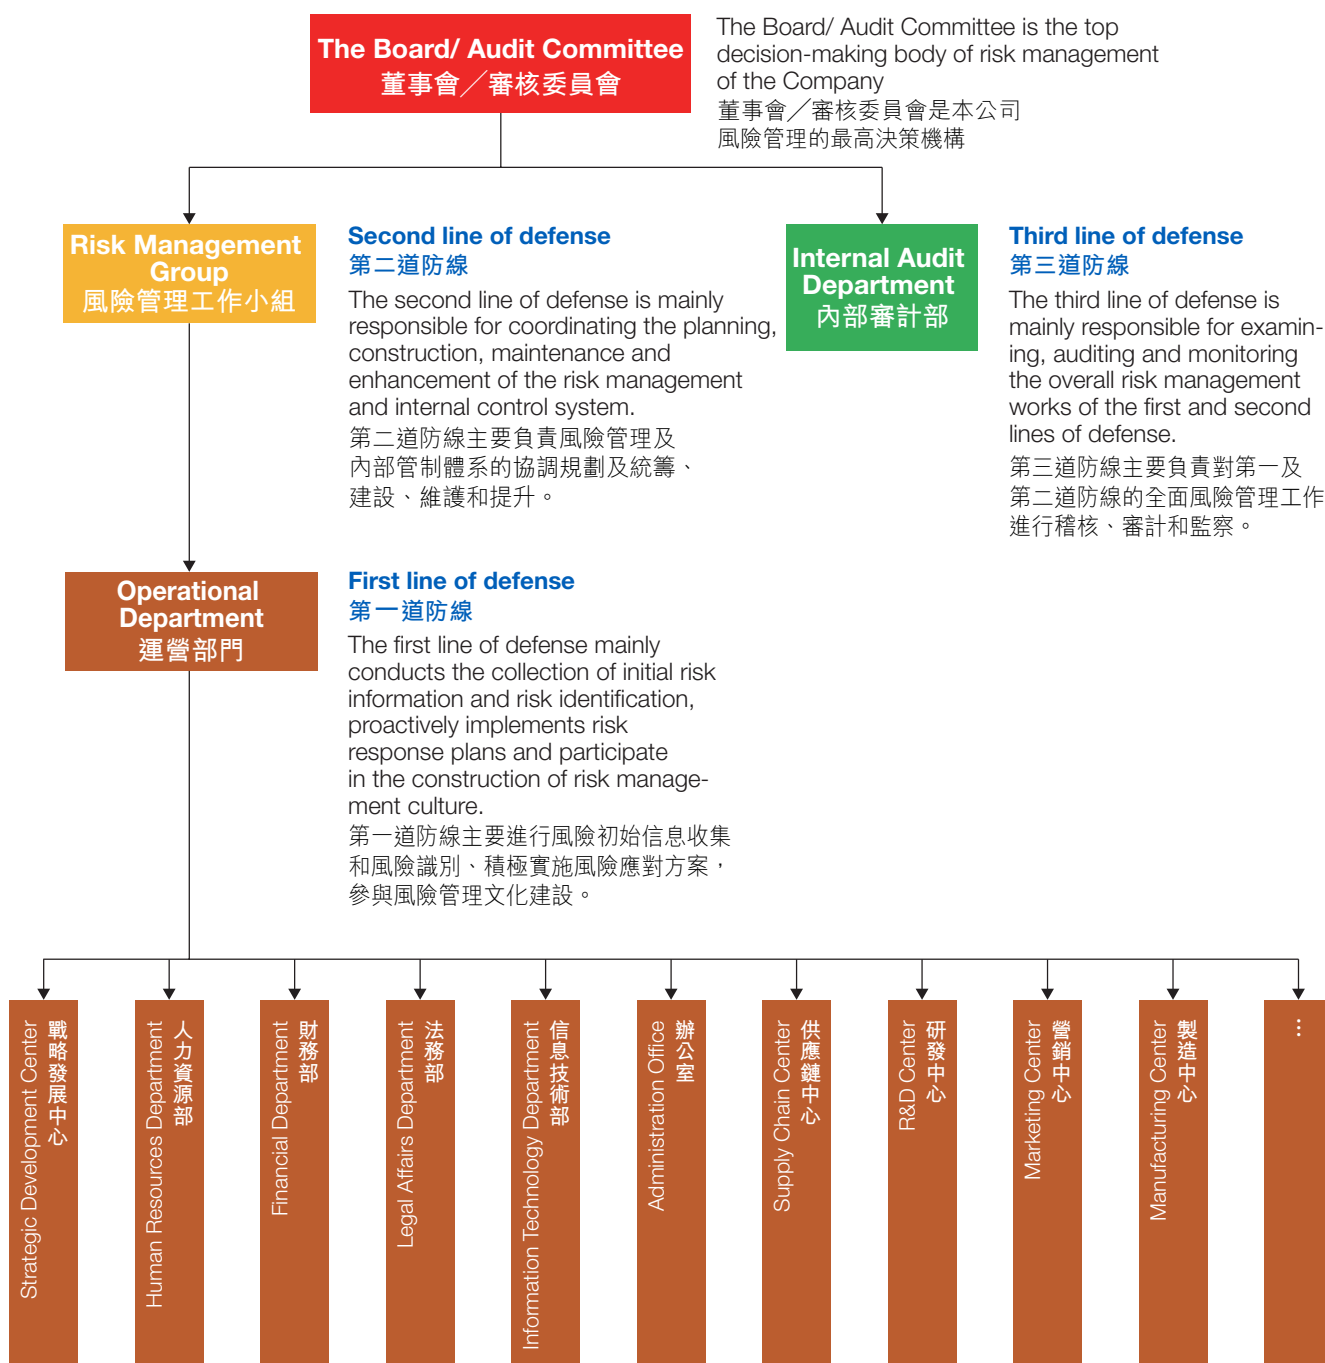 The Board/ Audit Committee
董事會╱審核委員會
The Board/ Audit Committee is the top
decision-making body of risk management
of the Company
董事會╱審核委員會是本公司
風險管理的最高決策機構
Risk Management
Group
風險管理工作小組
Second line of defense
第二道防線
The second line of defense is mainly
responsible for coordinating the planning,
construction, maintenance and
enhancement of the risk management
and internal control system.
第二道防線主要負責風險管理及
內部管制體系的協調規劃及統籌、
建設、維護和提升。
Internal Audit
Department
內部審計部
Third line of defense
第三道防線
The third line of defense is
mainly responsible for examin-
ing, auditing and monitoring
the overall risk management
works of the first and second
lines of defense.
第三道防線主要負責對第一及
第二道防線的全面風險管理工作
進行稽核、審計和監察。
Operational
Department
運營部門
First line of defense
第一道防線
The first line of defense mainly
conducts the collection of initial risk
information and risk identification,
proactively implements risk
response plans and participate
in the construction of risk manage-
ment culture.
第一道防線主要進行風險初始信息收集
和風險識別、積極實施風險應對方案，
參與風險管理文化建設。
戰略發展中心
Strategic Development Center
人力資源部
Human Resources Department
財務部
Financial Department
法務部
Legal Affairs Department
信息技術部
Information Technology Department
辦公室
Administration Office
供應鏈中心
Supply Chain Center
研發中心
R&D Center
營銷中心
Marketing Center
製造中心
Manufacturing Center
…